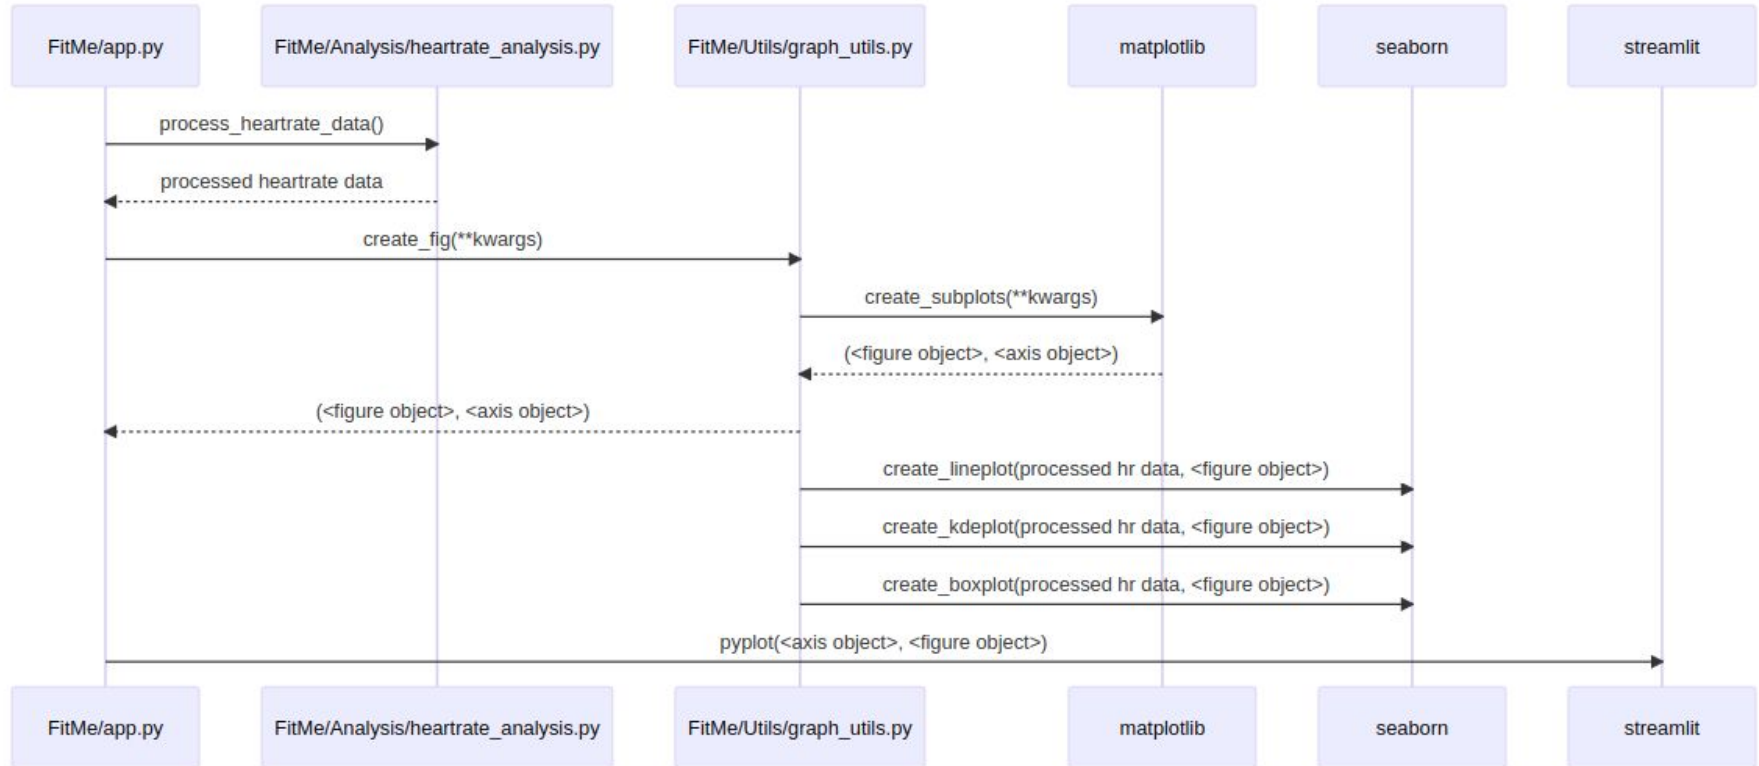 FitMe/app.py
FitMe/Analysis/heartrate_analysis.py
FitMe/Utils/graph_utils.py
matplotlib
seaborn
streamlit
process_heartrate_data()
processed heartrate data
create_fig(**kwargs)
create_subplots(**kwargs)
(<figure object>, <axis object>)
(<figure object>, <axis object>)
create_lineplot(processed hr data, <figure object>)
create_kdeplot(processed hr data, <figure object>)
create_boxplot(processed hr data, <figure object>)
pyplot(<axis object>, <figure object>)
FitMe/app.py
FitMe/Analysis/heartrate_analysis.py
FitMe/Utils/graph_utils.py
matplotlib
seaborn
streamlit